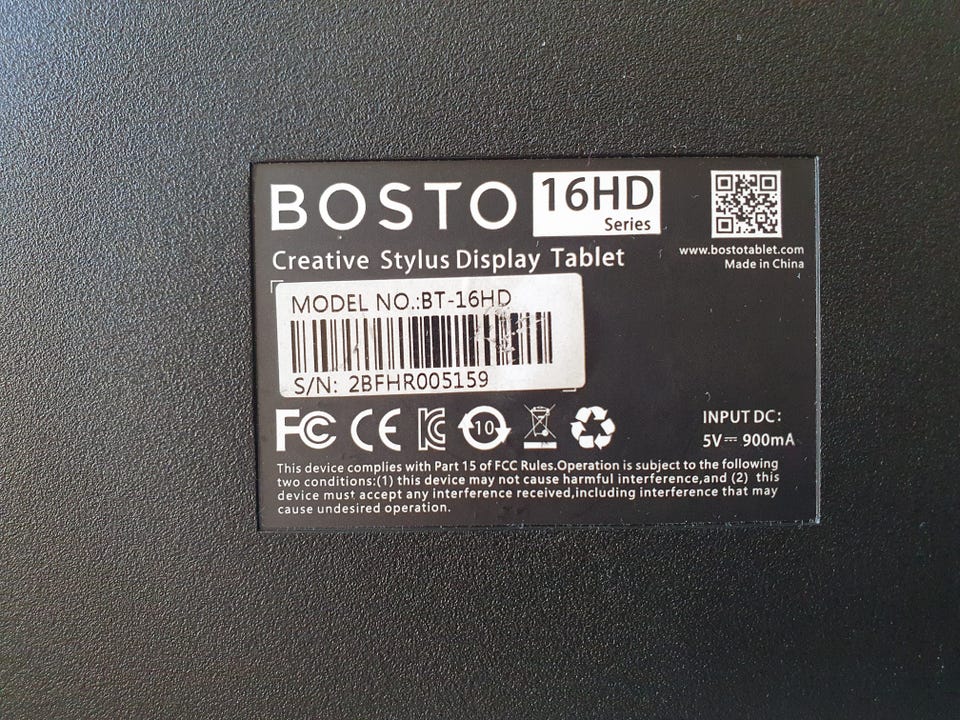 BOSTO 16HD
Series
www.bostotablet.com
Made in China
Creative Stylus Display Tablet
MODEL NO.:BT-16HD
S/N: 2BFHR005159
FC CE 10
INPUT DC:
5V⎓ 900mA
This device complies with Part 15 of FCC Rules.Operation is subject to the following
two conditions:(1) this device may not cause harmful interference,and (2) this
device must accept any interference received,including interference that may
cause undesired operation.